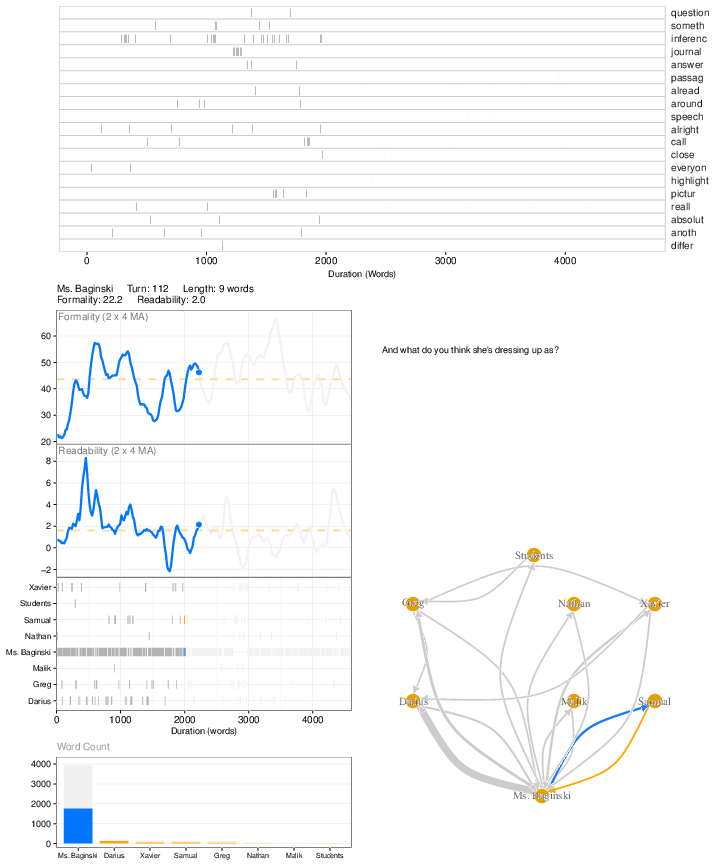 question
someth
inferenc
journal
answer
passag
alread
around
speech
alright
call
close
everyon
highlight
pictur
reall
absolut
anoth
differ
0 1000 2000 3000 4000
Duration (Words)
Ms. Baginski Turn: 112 Length: 9 words
Formality: 22.2 Readability: 2.0
Formality (2 x 4 MA)
60
50
40
30
20
And what do you think she's dressing up as?
Readability (2 x 4 MA)
8
6
4
2
0
−2
Xavier
Students
Samual
Nathan
Ms. Baginski
Malik
Greg
Darius
0 1000 2000 3000 4000
Duration (words)
Students
Greg Nathan Xavier
Darius Malik Samual
Ms. Baginski
Word Count
4000
3000
2000
1000
0
Ms. Baginski Darius Xavier Samual Greg Nathan Malik Students